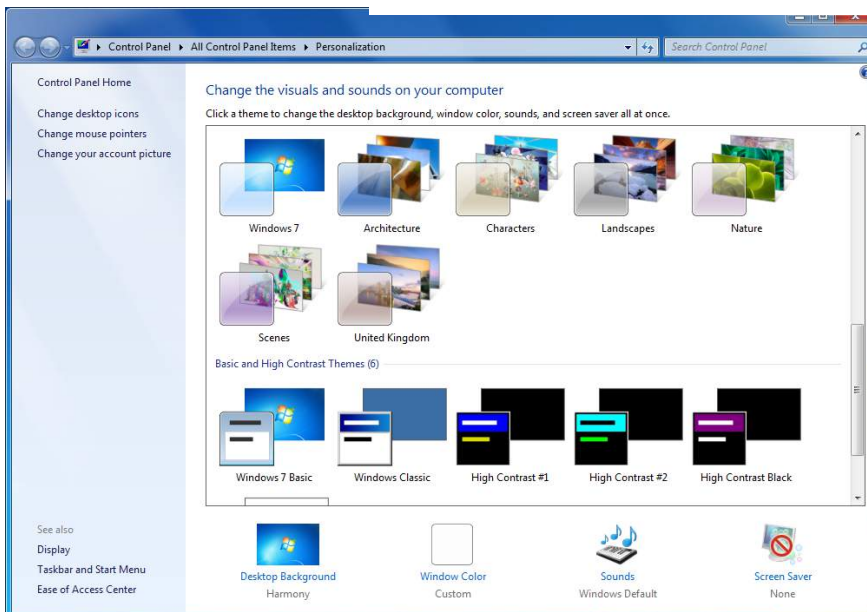 Control Panel ▸ All Control Panel Items ▸ Personalization
Search Control Panel
Control Panel Home
Change desktop icons
Change mouse pointers
Change your account picture
See also
Display
Taskbar and Start Menu
Ease of Access Center
Change the visuals and sounds on your computer
Click a theme to change the desktop background, window color, sounds, and screen saver all at once.
Windows 7 Architecture Characters Landscapes Nature
Scenes United Kingdom
Basic and High Contrast Themes (6)
Windows 7 Basic Windows Classic High Contrast #1 High Contrast #2 High Contrast Black
Desktop Background Window Color Sounds Screen Saver
Harmony Custom Windows Default None